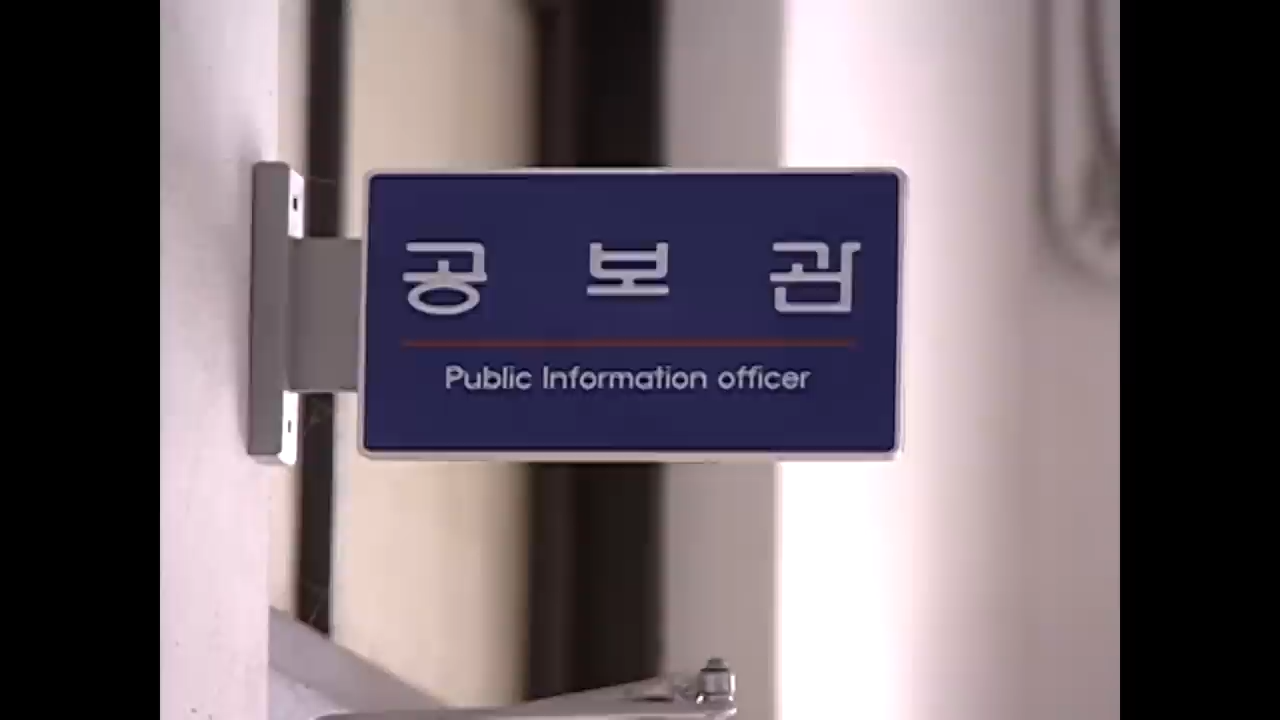 공 보 관
Public Information officer